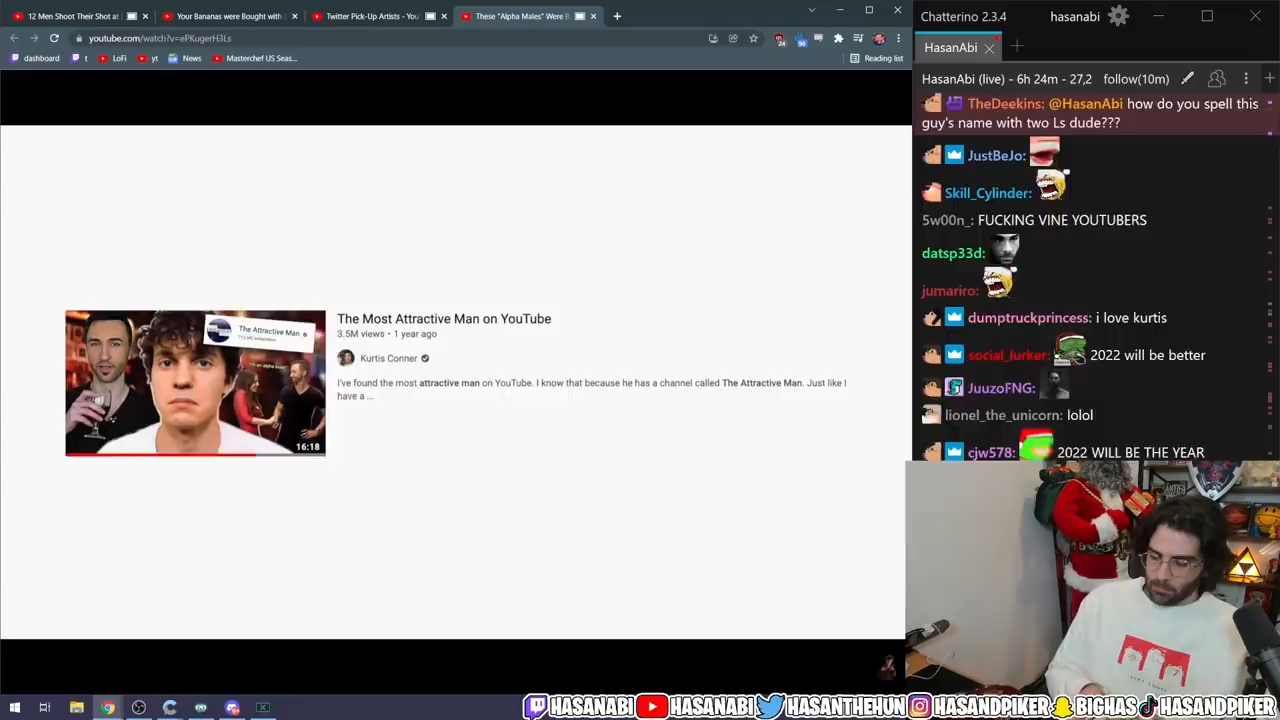 12 Men Shoot Their Shot at
Your Bananas were Bought with
Twitter Pick-Up Artists - You
These "Alpha Males" Were B
youtube.com/watch?v=ePKugerH3Ls
24
90
dashboard
t
LoFi
yt
News
Masterchef US Seas...
Reading list
The Attractive Man
16:18
The Most Attractive Man on YouTube
3.5M views • 1 year ago
Kurtis Conner
I've found the most attractive man on YouTube. I know that because he has a channel called The Attractive Man. Just like I
have a ...
Chatterino 2.3.4
hasanabi
HasanAbi
HasanAbi (live) - 6h 24m - 27,2
follow(10m)
TheDeekins: @HasanAbi how do you spell this
guy's name with two Ls dude???
JustBeJo:
Skill_Cylinder:
5w00n_: FUCKING VINE YOUTUBERS
datsp33d:
jumariro:
dumptruckprincess: i love kurtis
social_lurker: 2022 will be better
JuuzoFNG:
lionel_the_unicorn: lolol
cjw578: 2022 WILL BE THE YEAR
HASANABI
HASANABI
HASANTHEHUN
HASANDPIKER
BIGHAS
HASANDPIKER